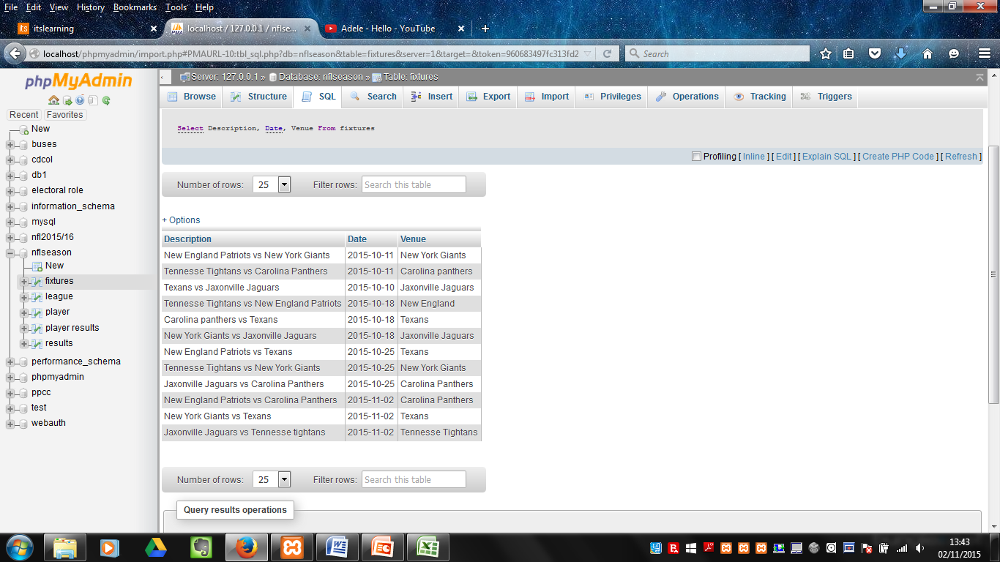 File Edit View History Bookmarks Tools Help
its itslearning
PMA localhost / 127.0.0.1 / nflse...
Adele - Hello - YouTube
localhost/phpmyadmin/import.php#PMAURL-10:tbl_sql.php?db=nflseason&table=fixtures&server=1&target=&token=960683497fc313fd2
Search
phpMyAdmin
Recent Favorites
New
buses
cdcol
db1
electoral role
information_schema
mysql
nfl2015/16
nflseason
New
fixtures
league
player
player results
results
performance_schema
phpmyadmin
ppcc
test
webauth
Server: 127.0.0.1 » Database: nflseason » Table: fixtures
Browse Structure SQL Search Insert Export Import Privileges Operations Tracking Triggers
Select Description, Date, Venue From fixtures
Profiling [ Inline ] [ Edit ] [ Explain SQL ] [ Create PHP Code ] [ Refresh ]
Number of rows: 25 Filter rows: Search this table
+ Options
Description Date Venue
New England Patriots vs New York Giants 2015-10-11 New York Giants
Tennesse Tightans vs Carolina Panthers 2015-10-11 Carolina panthers
Texans vs Jaxonville Jaguars 2015-10-10 Jaxonville Jaguars
Tennesse Tightans vs New England Patriots 2015-10-18 New England
Carolina panthers vs Texans 2015-10-18 Texans
New York Giants vs Jaxonville Jaguars 2015-10-18 Jaxonville Jaguars
New England Patriots vs Texans 2015-10-25 Texans
Tennesse Tightans vs New York Giants 2015-10-25 New York Giants
Jaxonville Jaguars vs Carolina Panthers 2015-10-25 Carolina Panthers
New England Patriots vs Carolina Panthers 2015-11-02 Carolina Panthers
New York Giants vs Texans 2015-11-02 Texans
Jaxonville Jaguars vs Tennesse tightans 2015-11-02 Tennesse Tightans
Number of rows: 25 Filter rows: Search this table
Query results operations
13:43
02/11/2015